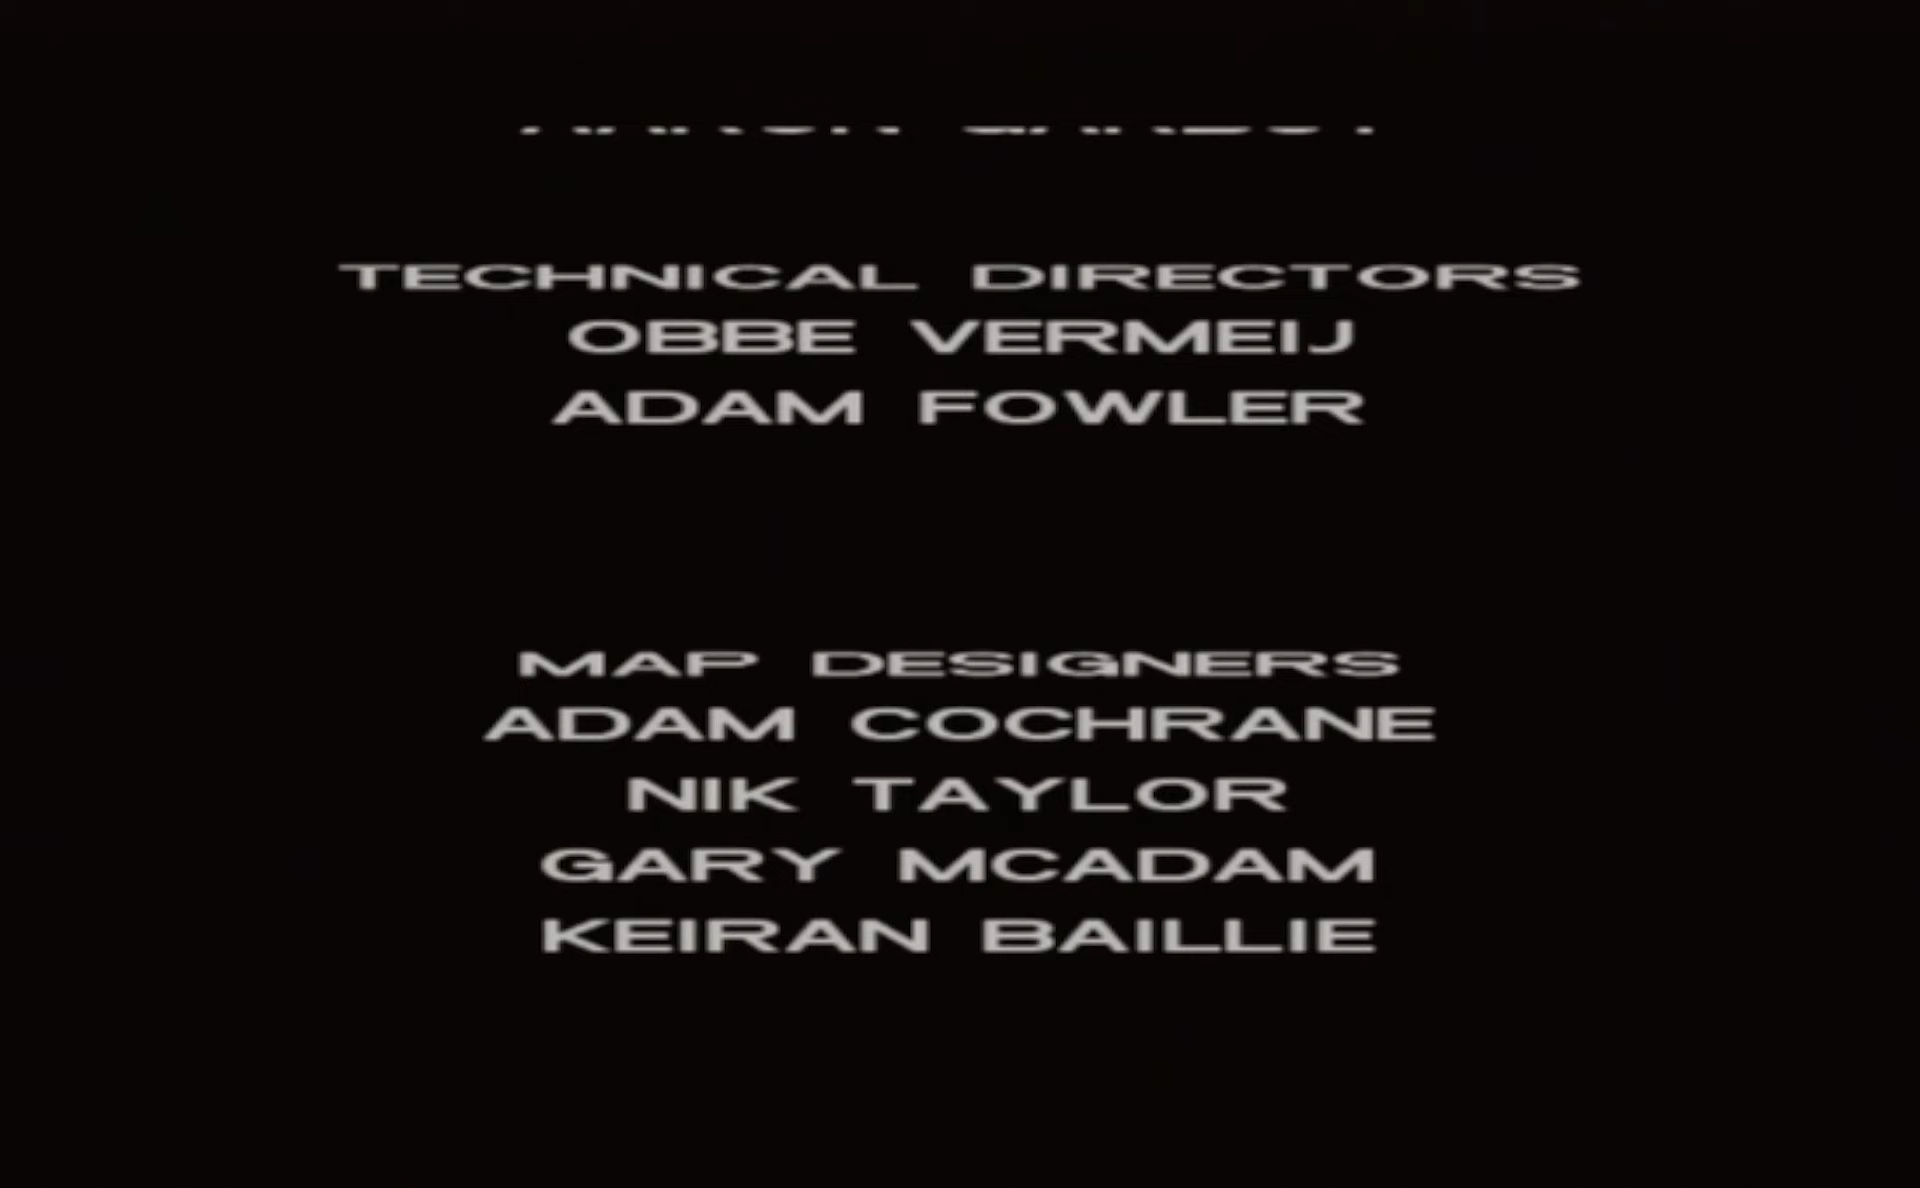 TECHNICAL DIRECTORS
OBBE VERMEIJ
ADAM FOWLER
MAP DESIGNERS
ADAM COCHRANE
NIK TAYLOR
GARY MCADAM
KEIRAN BAILLIE